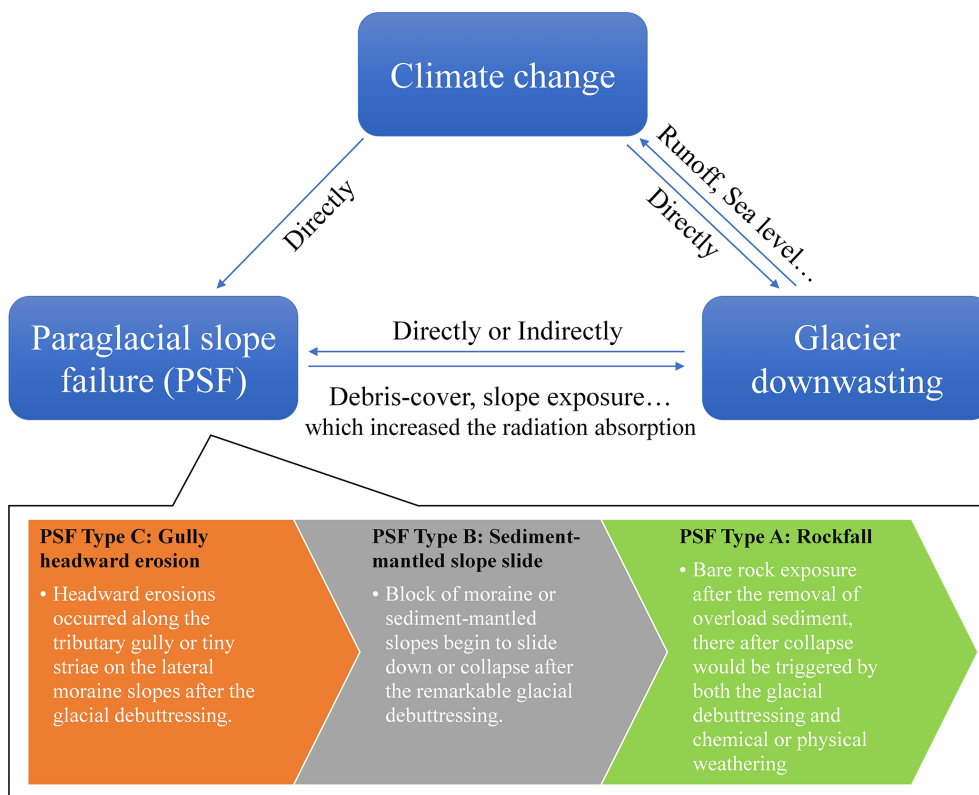 Climate change
Directly
Runoff, Sea level…
Directly
Paraglacial slope
failure (PSF)
Directly or Indirectly
Debris-cover, slope exposure…
which increased the radiation absorption
Glacier
downwasting
PSF Type C: Gully
headward erosion
• Headward erosions
occurred along the
tributary gully or tiny
striae on the lateral
moraine slopes after the
glacial debuttressing.
PSF Type B: Sediment-
mantled slope slide
• Block of moraine or
sediment-mantled
slopes begin to slide
down or collapse after
the remarkable glacial
debuttressing.
PSF Type A: Rockfall
• Bare rock exposure
after the removal of
overload sediment,
there after collapse
would be triggered by
both the glacial
debuttressing and
chemical or physical
weathering